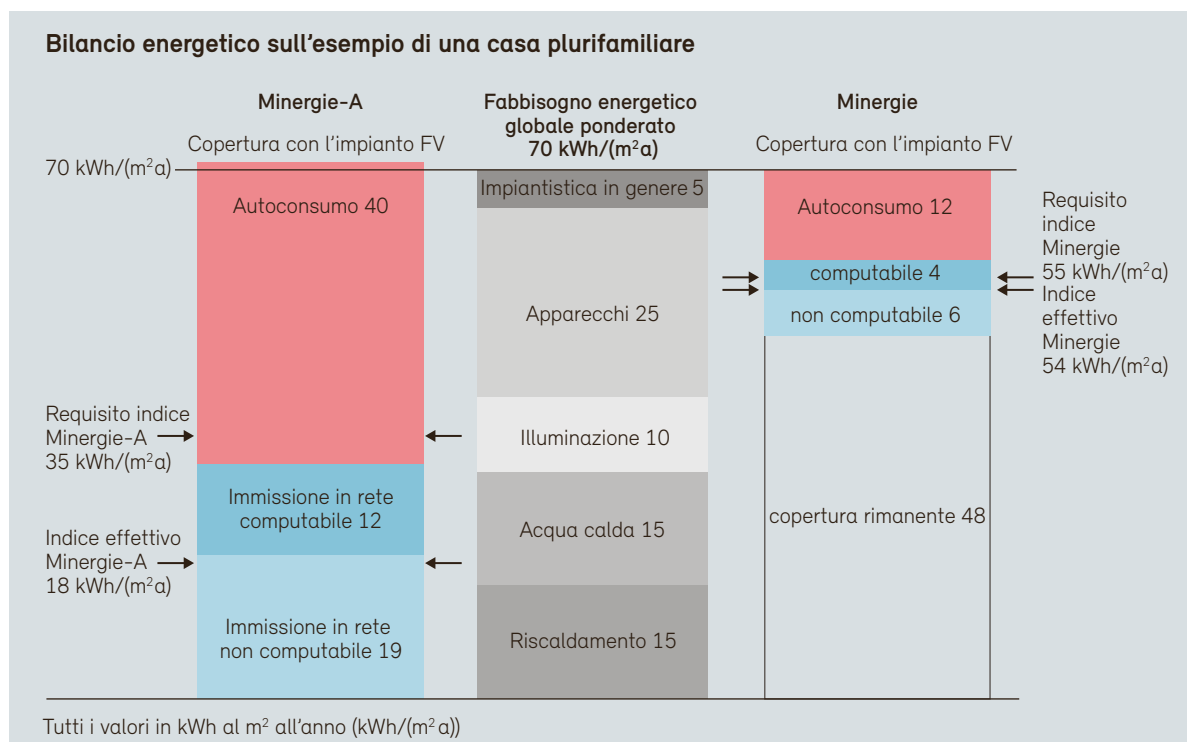 Bilancio energetico sull'esempio di una casa plurifamiliare
Minergie-A
Copertura con l'impianto FV
70 kWh/(m²a)
Autoconsumo 40
Requisito indice
Minergie-A
35 kWh/(m²a)
Immissione in rete
computabile 12
Indice effettivo
Minergie-A
18 kWh/(m²a)
Immissione in rete
non computabile 19
Fabbisogno energetico
globale ponderato
70 kWh/(m²a)
Impiantistica in genere 5
Apparecchi 25
Illuminazione 10
Acqua calda 15
Riscaldamento 15
Minergie
Copertura con l'impianto FV
Autoconsumo 12
computabile 4
non computabile 6
copertura rimanente 48
Requisito
indice
Minergie
55 kWh/(m²a)
Indice
effettivo
Minergie
54 kWh/(m²a)
Tutti i valori in kWh al m² all'anno (kWh/(m²a))